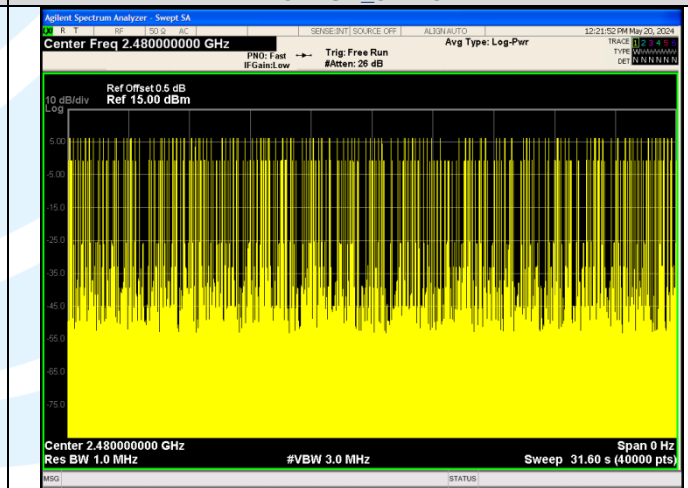 Agilent Spectrum Analyzer - Swept SA
R T RF 50 Ω AC SENSE:INT SOURCE OFF ALIGN AUTO 12:21:52 PM May 20, 2024
Center Freq 2.480000000 GHz
PNO: Fast
IFGain:Low
Trig: Free Run
#Atten: 26 dB
Avg Type: Log-Pwr
TRACE 1 2 3 4 5 6
TYPE
DET N N N N N N
Ref Offset 0.5 dB
10 dB/div Ref 15.00 dBm
Log
5.00
-5.00
-15.0
-25.0
-35.0
-45.0
-55.0
-65.0
-75.0
Center 2.480000000 GHz Span 0 Hz
Res BW 1.0 MHz #VBW 3.0 MHz Sweep 31.60 s (40000 pts)
MSG STATUS